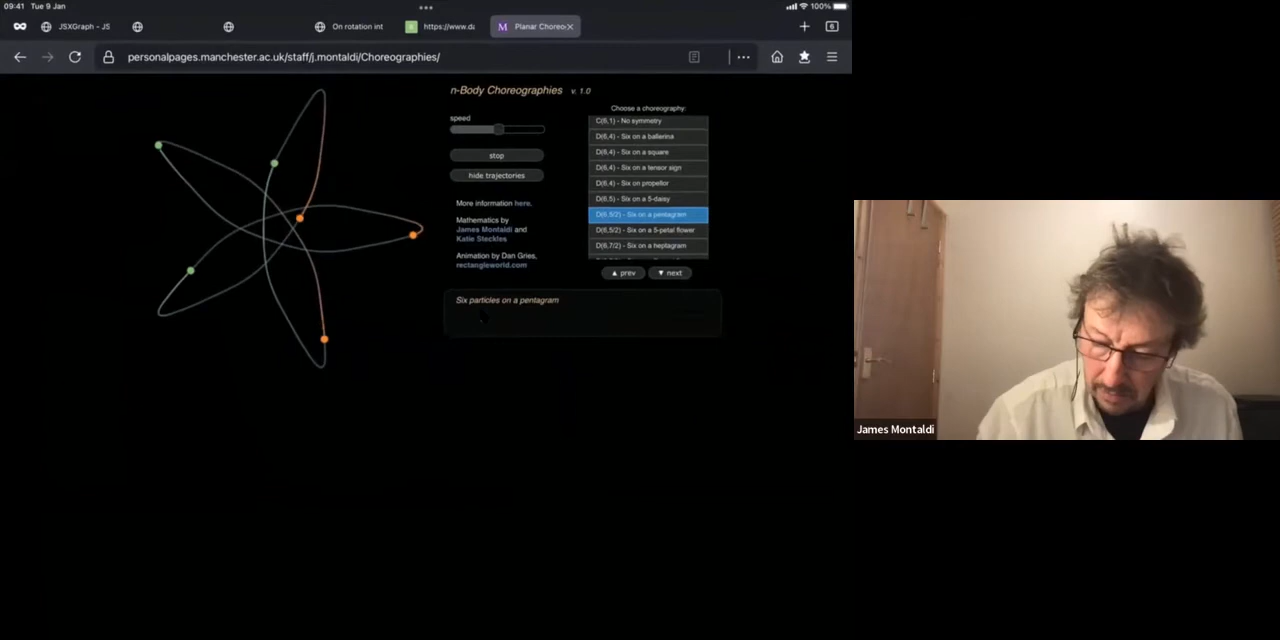 09:41 Tue 9 Jan
100%
JSXGraph - JS
On rotation int
https://www.da
M Planar Choreo
6
personalpages.manchester.ac.uk/staff/j.montaldi/Choreographies/
n-Body Choreographies v. 1.0
speed
stop
hide trajectories
More information here.
Mathematics by
James Montaldi and
Katie Steckles
Animation by Dan Gries,
rectangleworld.com
Choose a choreography:
C(6,1) - No symmetry
D(6,4) - Six on a ballerina
D(6,4) - Six on a square
D(6,4) - Six on a tensor sign
D(6,4) - Six on propellor
D(6,5) - Six on a 5-daisy
D(6,5/2) - Six on a pentagram
D(6,5/2) - Six on a 5-petal flower
D(6,7/2) - Six on a heptagram
▲ prev
▼ next
Six particles on a pentagram
James Montaldi